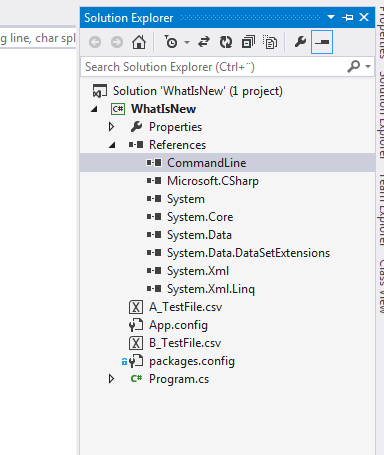 Solution Explorer
g line, char spl
Search Solution Explorer (Ctrl+¨)
Solution 'WhatIsNew' (1 project)
C# WhatIsNew
Properties
References
CommandLine
Microsoft.CSharp
System
System.Core
System.Data
System.Data.DataSetExtensions
System.Xml
System.Xml.Linq
A_TestFile.csv
App.config
B_TestFile.csv
packages.config
C# Program.cs
Properties
Solution Explorer
Team Explorer
Class View